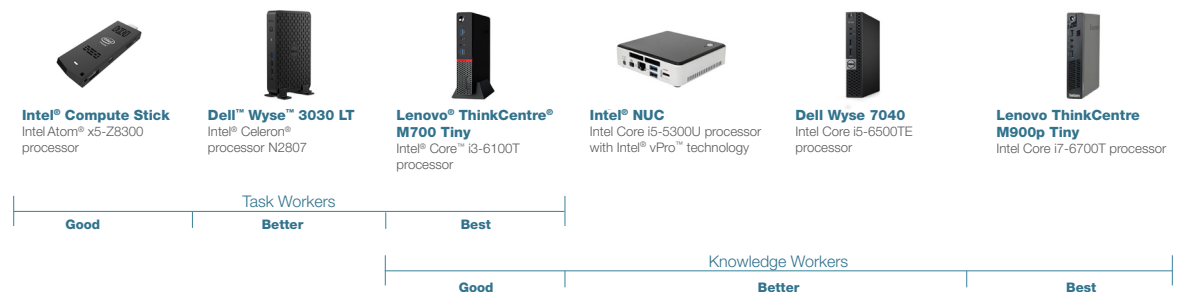 Intel® Compute Stick
Intel Atom® x5-Z8300
processor
Dell™ Wyse™ 3030 LT
Intel® Celeron®
processor N2807
Lenovo® ThinkCentre®
M700 Tiny
Intel® Core™ i3-6100T
processor
Intel® NUC
Intel Core i5-5300U processor
with Intel® vPro™ technology
Dell Wyse 7040
Intel Core i5-6500TE
processor
Lenovo ThinkCentre
M900p Tiny
Intel Core i7-6700T processor
Task Workers
Good
Better
Best
Knowledge Workers
Good
Better
Best